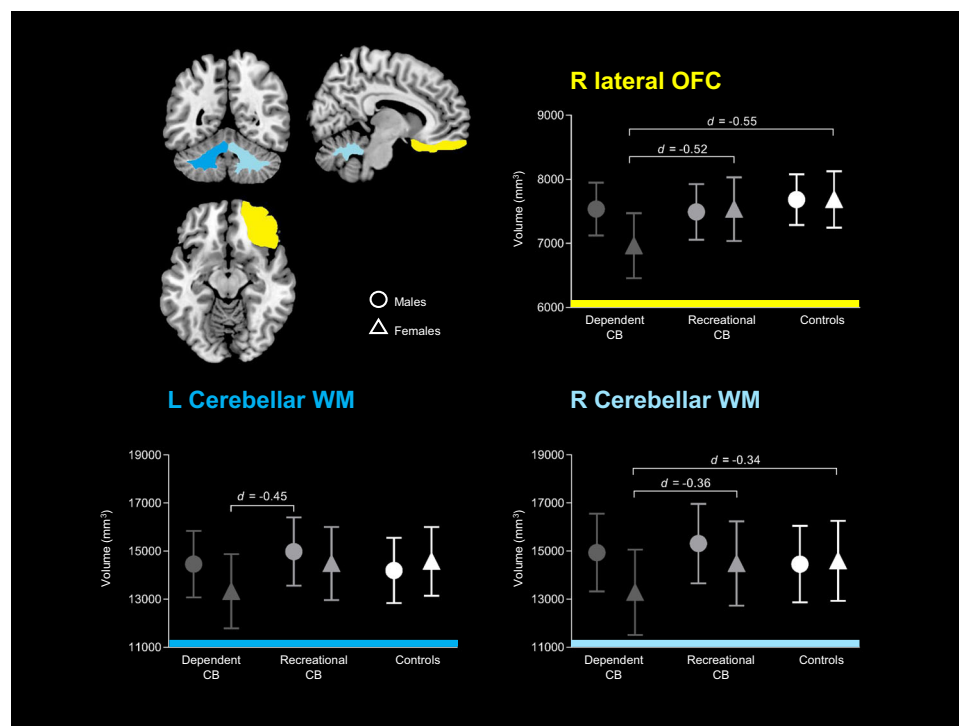 R lateral OFC
9000
8000
7000
6000
Volume (mm³)
d = -0.55
d = -0.52
Dependent
CB
Recreational
CB
Controls
Males
Females
L Cerebellar WM
19000
17000
15000
13000
11000
Volume (mm³)
d = -0.45
Dependent
CB
Recreational
CB
Controls
R Cerebellar WM
19000
17000
15000
13000
11000
Volume (mm³)
d = -0.34
d = -0.36
Dependent
CB
Recreational
CB
Controls